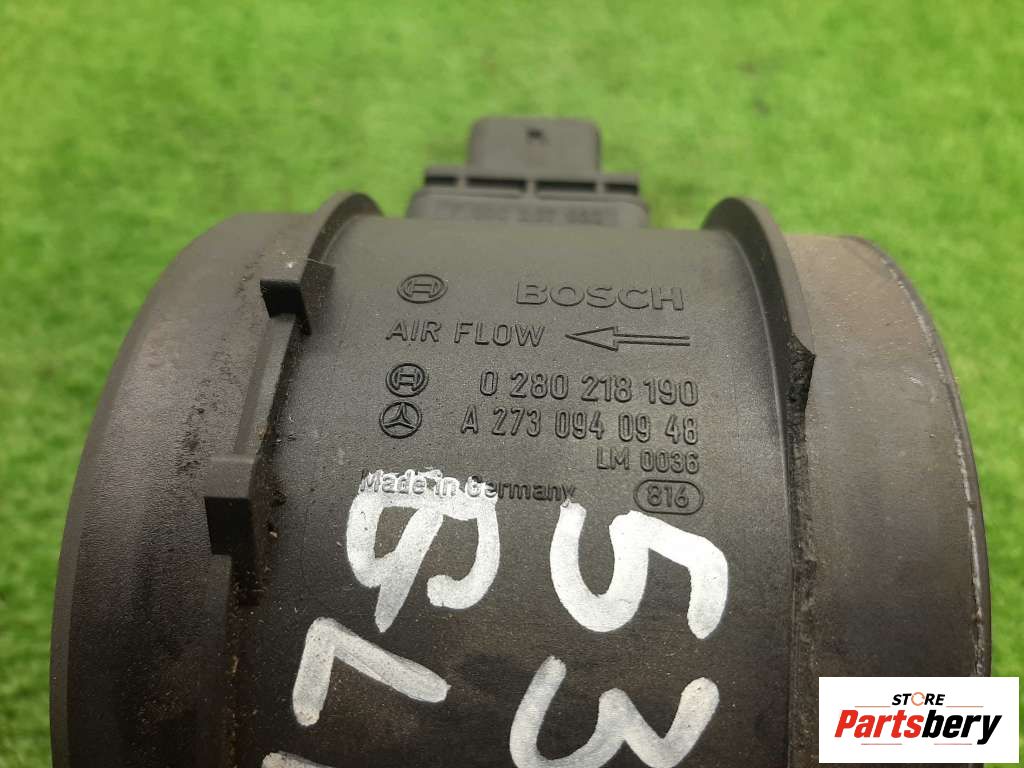 BOSCH
AIR FLOW
0 280 218 190
A 273 094 09 48
LM 0036
Made in Germany 816
53
STORE
Partsbery